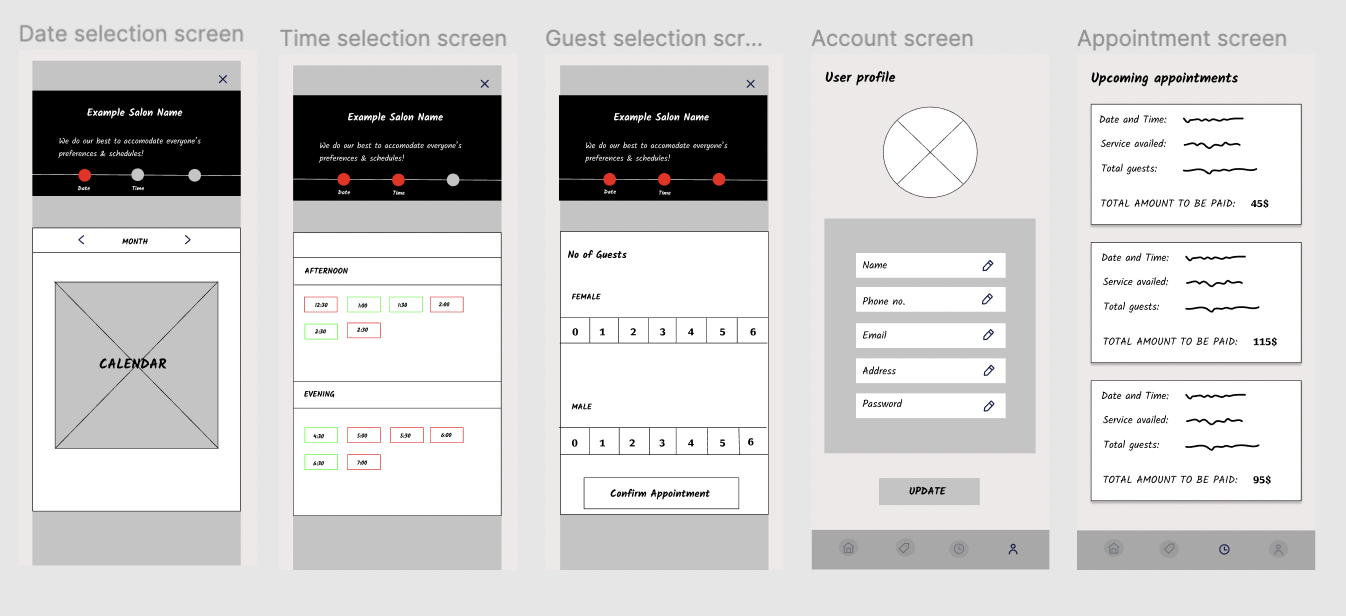 Date selection screen
Example Salon Name
We do our best to accomodate everyone's
preferences & schedules!
Date Time
MONTH
CALENDAR
Time selection screen
Example Salon Name
We do our best to accomodate everyone's
preferences & schedules!
Date Time
AFTERNOON
12:30 1:00 1:30 2:00
2:30 2:30
EVENING
4:30 5:00 5:30 6:00
6:30 7:00
Guest selection scr...
Example Salon Name
We do our best to accomodate everyone's
preferences & schedules!
Date Time
No of Guests
FEMALE
0 1 2 3 4 5 6
MALE
0 1 2 3 4 5 6
Confirm Appointment
Account screen
User profile
Name
Phone no.
Email
Address
Password
UPDATE
Appointment screen
Upcoming appointments
Date and Time:
Service availed:
Total guests:
TOTAL AMOUNT TO BE PAID: 45$
Date and Time:
Service availed:
Total guests:
TOTAL AMOUNT TO BE PAID: 115$
Date and Time:
Service availed:
Total guests:
TOTAL AMOUNT TO BE PAID: 95$